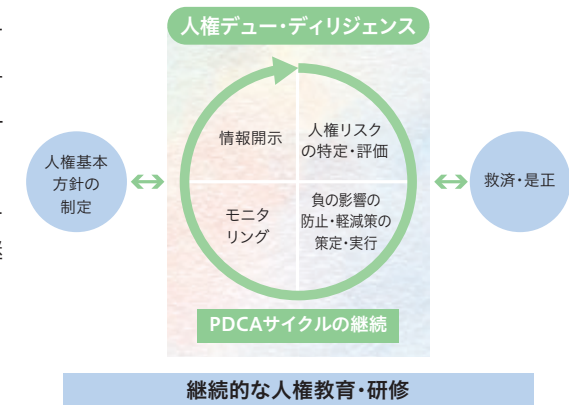 人権デュー・ディリジェンス
人権基本
方針の
制定
情報開示
人権リスク
の特定・評価
モニタ
リング
負の影響の
防止・軽減策の
策定・実行
救済・是正
PDCAサイクルの継続
継続的な人権教育・研修